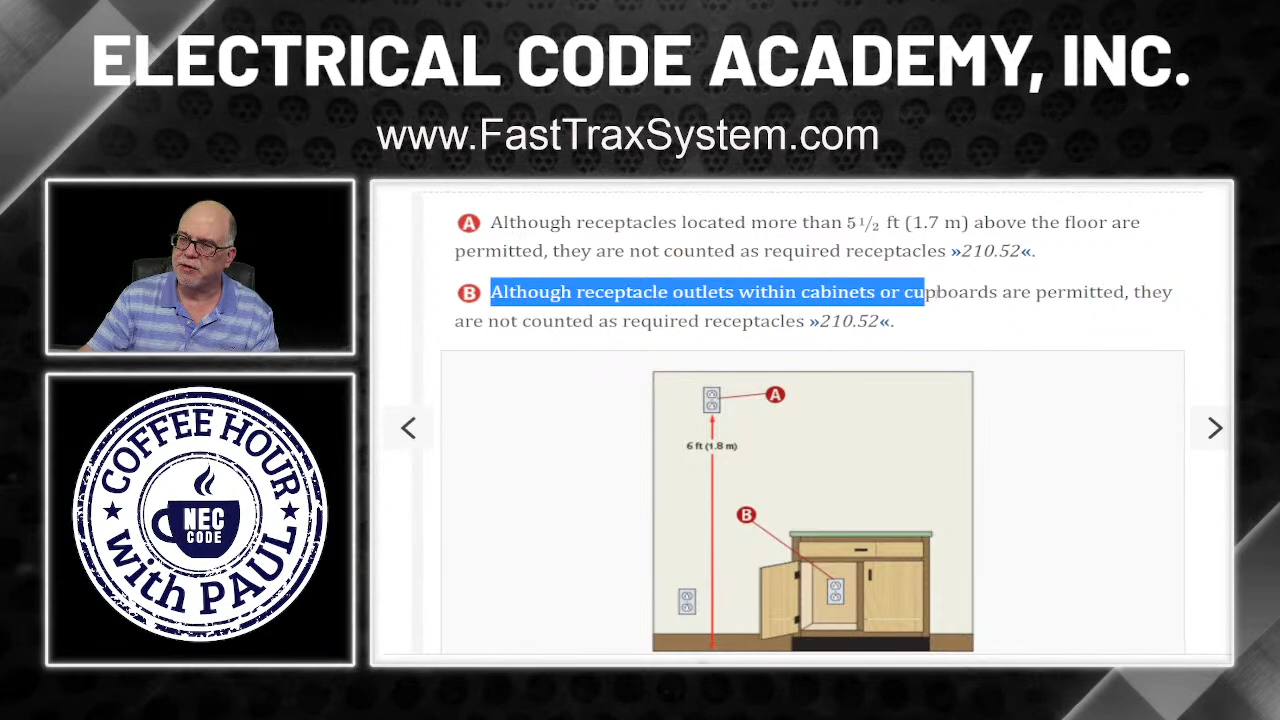 ELECTRICAL CODE ACADEMY, INC.
www.FastTraxSystem.com
A Although receptacles located more than 5 1/2 ft (1.7 m) above the floor are
permitted, they are not counted as required receptacles »210.52«.
B Although receptacle outlets within cabinets or cupboards are permitted, they
are not counted as required receptacles »210.52«.
A
6 ft (1.8 m)
B
COFFEE HOUR
NEC
CODE
with PAUL